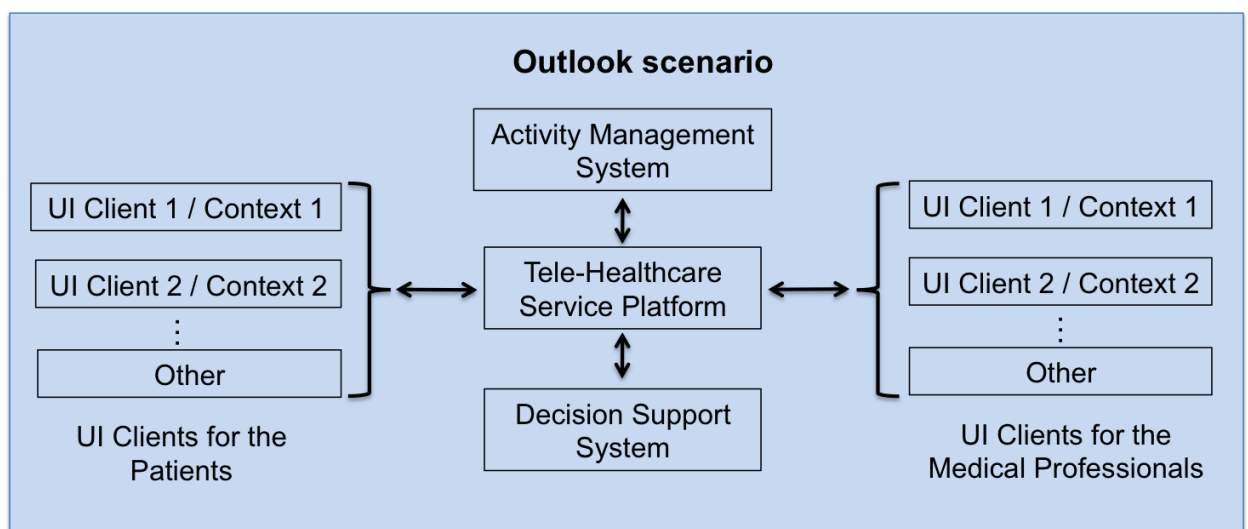 Outlook scenario
Activity Management
System
UI Client 1 / Context 1
UI Client 2 / Context 2
⋮
Other
UI Clients for the
Patients
Tele-Healthcare
Service Platform
Decision Support
System
UI Client 1 / Context 1
UI Client 2 / Context 2
⋮
Other
UI Clients for the
Medical Professionals